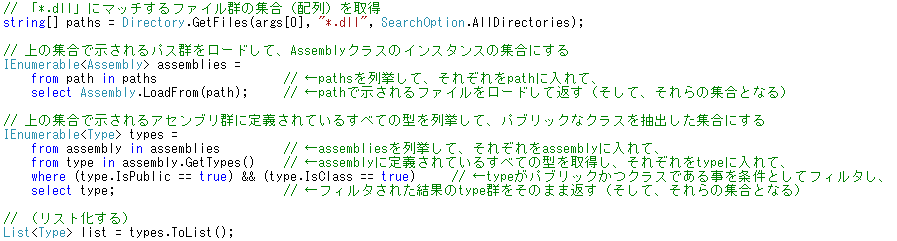 // 「*.dll」にマッチするファイル群の集合（配列）を取得
string[] paths = Directory.GetFiles(args[0], "*.dll", SearchOption.AllDirectories);
// 上の集合で示されるパス群をロードして、Assemblyクラスのインスタンスの集合にする
IEnumerable<Assembly> assemblies =
from path in paths // ←pathsを列挙して、それぞれをpathに入れて、
select Assembly.LoadFrom(path); // ←pathで示されるファイルをロードして返す（そして、それらの集合となる）
// 上の集合で示されるアセンブリ群に定義されているすべての型を列挙して、パブリックなクラスを抽出した集合にする
IEnumerable<Type> types =
from assembly in assemblies // ←assembliesを列挙して、それぞれをassemblyに入れて、
from type in assembly.GetTypes() // ←assemblyに定義されているすべての型を取得し、それぞれをtypeに入れて、
where (type.IsPublic == true) && (type.IsClass == true) // ←typeがパブリックかつクラスである事を条件としてフィルタし、
select type; // ←フィルタされた結果のtype群をそのまま返す（そして、それらの集合となる）
// （リスト化する）
List<Type> list = types.ToList();